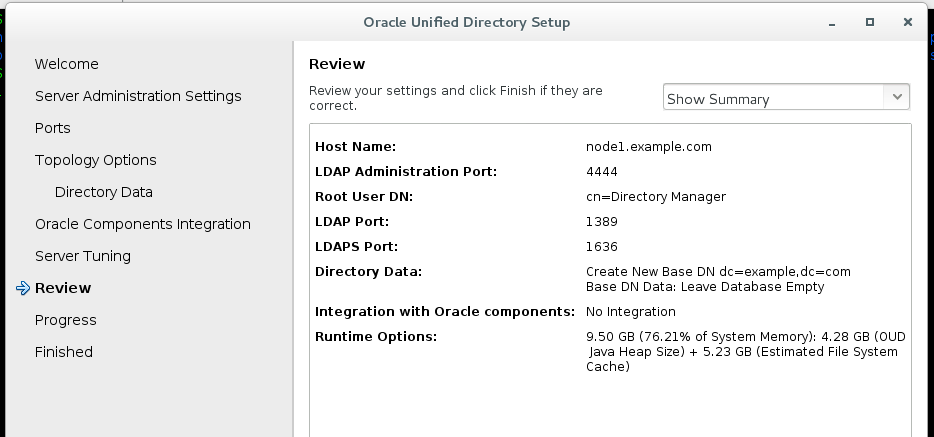 Oracle Unified Directory Setup
Welcome
Server Administration Settings
Ports
Topology Options
Directory Data
Oracle Components Integration
Server Tuning
Review
Progress
Finished
Review
Review your settings and click Finish if they are
correct.
Show Summary
Host Name: node1.example.com
LDAP Administration Port: 4444
Root User DN: cn=Directory Manager
LDAP Port: 1389
LDAPS Port: 1636
Directory Data: Create New Base DN dc=example,dc=com
Base DN Data: Leave Database Empty
Integration with Oracle components: No Integration
Runtime Options: 9.50 GB (76.21% of System Memory): 4.28 GB (OUD
Java Heap Size) + 5.23 GB (Estimated File System
Cache)